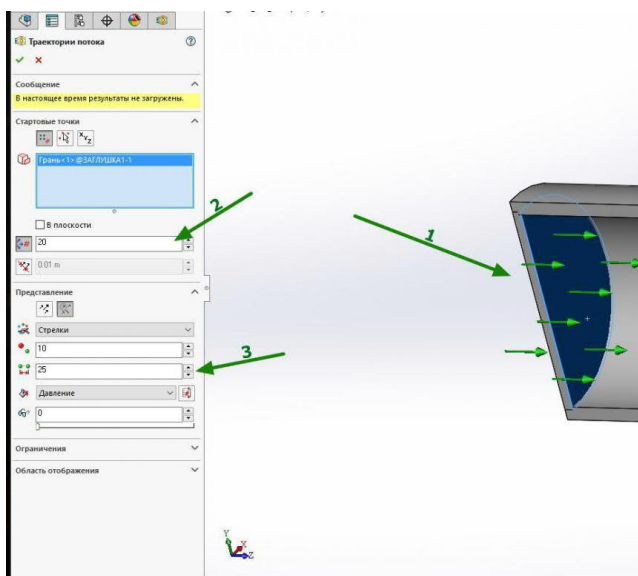 Траектории потока
Сообщение
В настоящее время результаты не загружены.
Стартовые точки
X Y Z
Грань<1>@ЗАГЛУШКА1-1
В плоскости
20
0.01 m
Представление
Стрелки
10
25
Давление
0
Ограничения
Область отображения
2
1
3
Y
X
Z